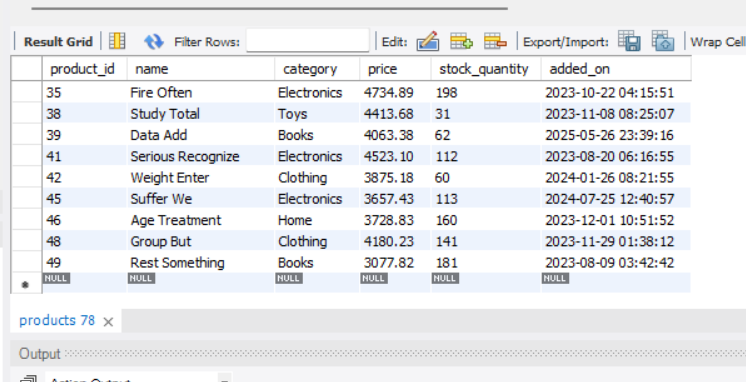 Result Grid Filter Rows: Edit: Export/Import: Wrap Cell
product_id name category price stock_quantity added_on
35 Fire Often Electronics 4734.89 198 2023-10-22 04:15:51
38 Study Total Toys 4413.68 31 2023-11-08 08:25:07
39 Data Add Books 4063.38 62 2025-05-26 23:39:16
41 Serious Recognize Electronics 4523.10 112 2023-08-20 06:16:55
42 Weight Enter Clothing 3875.18 60 2024-01-26 08:21:55
45 Suffer We Electronics 3657.43 113 2024-07-25 12:40:57
46 Age Treatment Home 3728.83 160 2023-12-01 10:51:52
48 Group But Clothing 4180.23 141 2023-11-29 01:38:12
49 Rest Something Books 3077.82 181 2023-08-09 03:42:42
NULL NULL NULL NULL NULL NULL
products 78
Output
Action Output